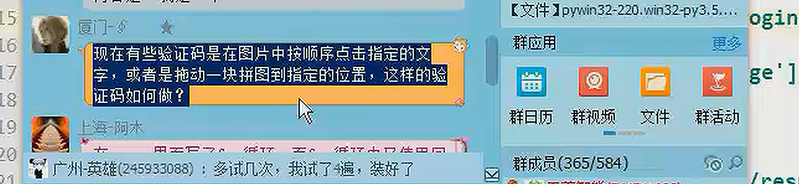 15
16
17
18
19
20
21
厦门-
现在有些验证码是在图片中按顺序点击指定的文
字，或者是拖动一块拼图到指定的位置，这样的验
证码如何做？
上海-阿木
广州-英雄(245933088) : 多试几次，我试了4遍，装好了
【文件】pywin32-220.win32-py3.5....
群应用
更多
群日历
群视频
文件
群活动
群成员(365/584)
ogin
ge']
/res